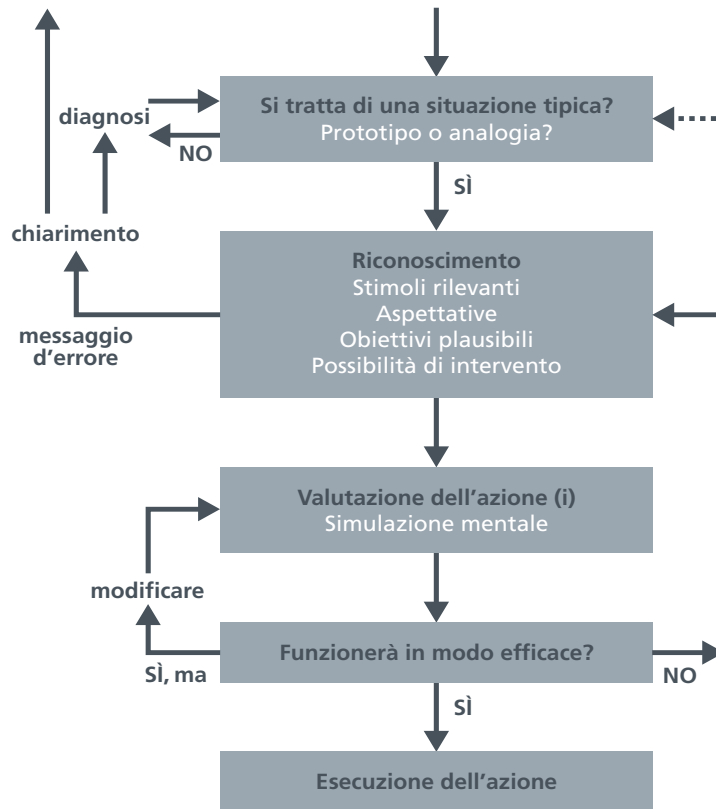 Si tratta di una situazione tipica?
Prototipo o analogia?
diagnosi
NO
SÌ
chiarimento
Riconoscimento
Stimoli rilevanti
Aspettative
Obiettivi plausibili
Possibilità di intervento
messaggio
d'errore
Valutazione dell'azione (i)
Simulazione mentale
modificare
Funzionerà in modo efficace?
SÌ, ma
NO
SÌ
Esecuzione dell'azione